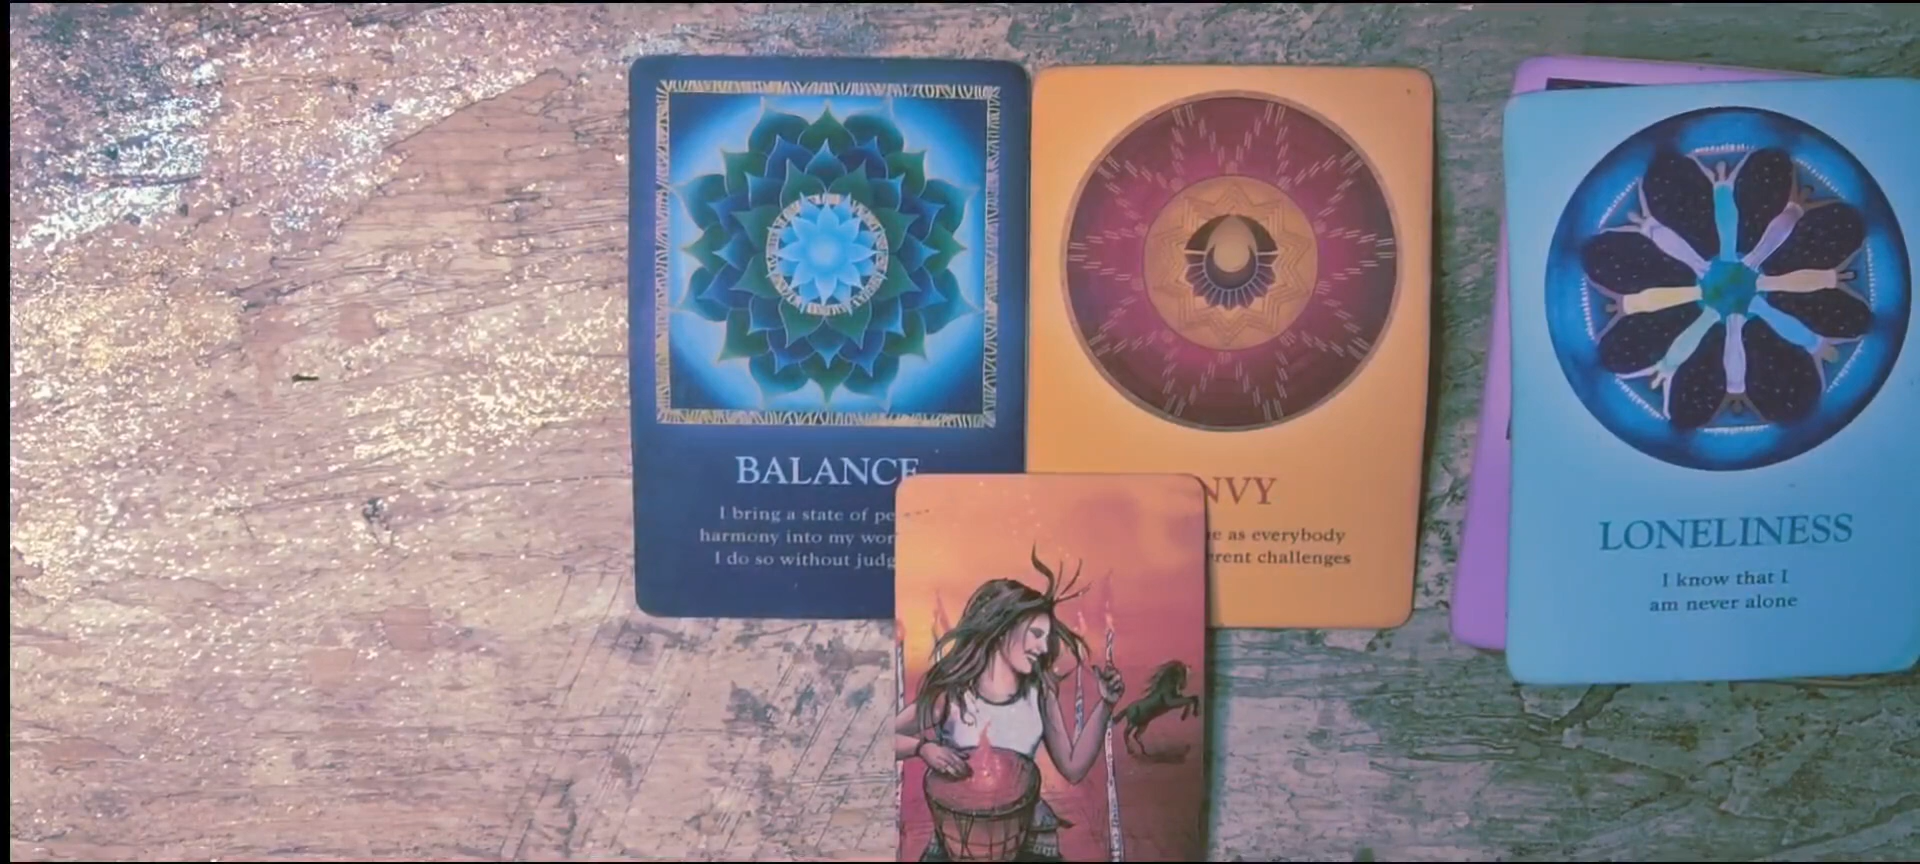 BALANCE
I bring a state of pe
harmony into my wor
I do so without judg
NVY
e as everybody
rent challenges
LONELINESS
I know that I
am never alone